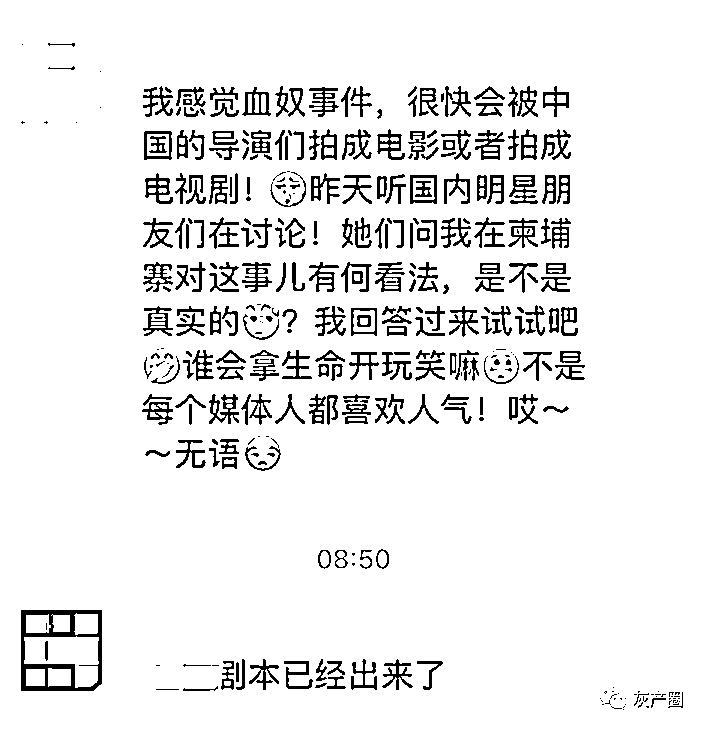 我感觉血奴事件，很快会被中
国的导演们拍成电影或者拍成
电视剧！😌昨天听国内明星朋
友们在讨论！她们问我在柬埔
寨对这事儿有何看法，是不是
真实的🙄？我回答过来试试吧
🤭谁会拿生命开玩笑嘛🙁不是
每个媒体人都喜欢人气！哎～
～无语😔
08:50
剧本已经出来了
灰产圈